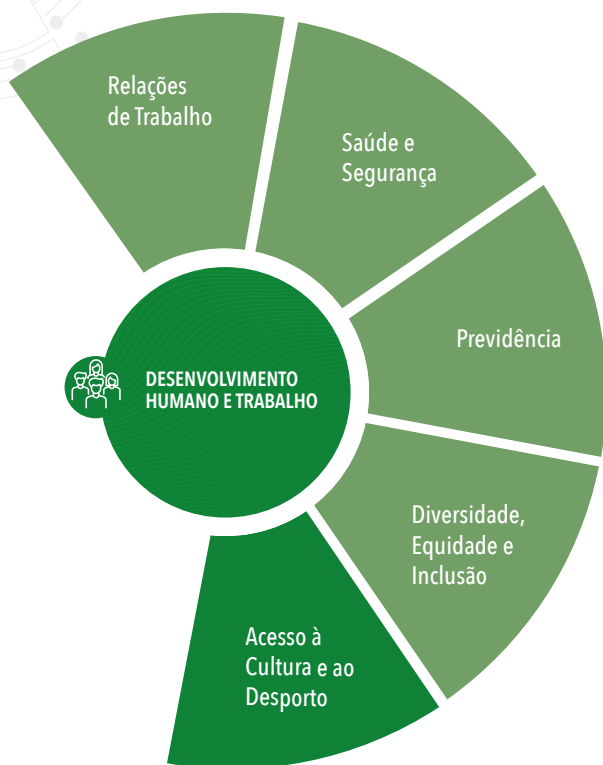 Relações
de Trabalho
Saúde e
Segurança
Previdência
DESENVOLVIMENTO
HUMANO E TRABALHO
Diversidade,
Equidade e
Inclusão
Acesso à
Cultura e ao
Desporto